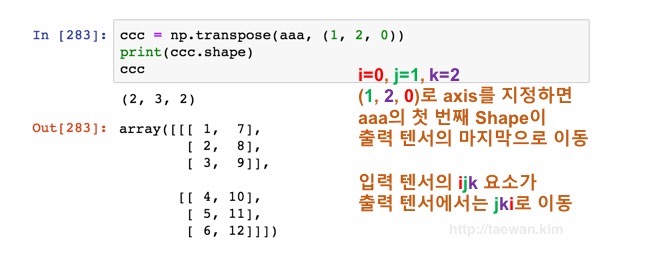 In [283]: ccc = np.transpose(aaa, (1, 2, 0))
print(ccc.shape)
ccc
(2, 3, 2)
Out[283]: array([[[ 1, 7],
[ 2, 8],
[ 3, 9]],
[[ 4, 10],
[ 5, 11],
[ 6, 12]]])
i=0, j=1, k=2
(1, 2, 0)로 axis를 지정하면
aaa의 첫 번째 Shape이
출력 텐서의 마지막으로 이동
입력 텐서의 ijk 요소가
출력 텐서에서는 jki로 이동
http://taewan.kim